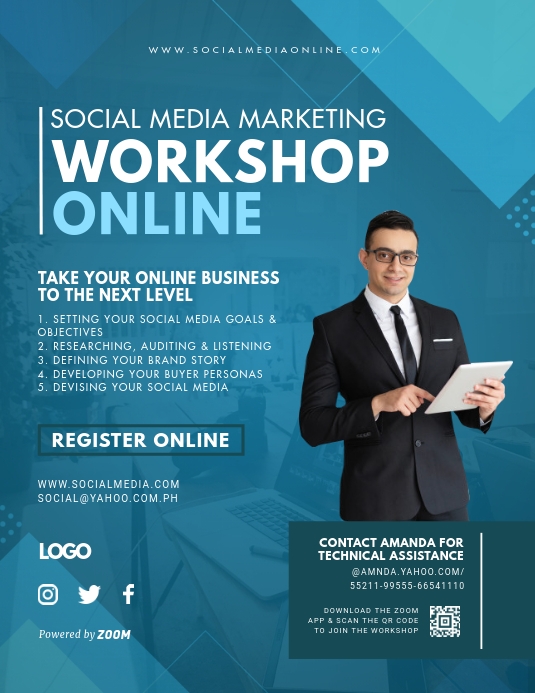 WWW.SOCIALMEDIAONLINE.COM
SOCIAL MEDIA MARKETING
WORKSHOP
ONLINE
TAKE YOUR ONLINE BUSINESS
TO THE NEXT LEVEL
1. SETTING YOUR SOCIAL MEDIA GOALS &
OBJECTIVES
2. RESEARCHING, AUDITING & LISTENING
3. DEFINING YOUR BRAND STORY
4. DEVELOPING YOUR BUYER PERSONAS
5. DEVISING YOUR SOCIAL MEDIA
REGISTER ONLINE
WWW.SOCIALMEDIA.COM
SOCIAL@YAHOO.COM.PH
LOGO
Powered by ZOOM
CONTACT AMANDA FOR
TECHNICAL ASSISTANCE
@AMNDA.YAHOO.COM/
55211-99555-66541110
DOWNLOAD THE ZOOM
APP & SCAN THE QR CODE
TO JOIN THE WORKSHOP